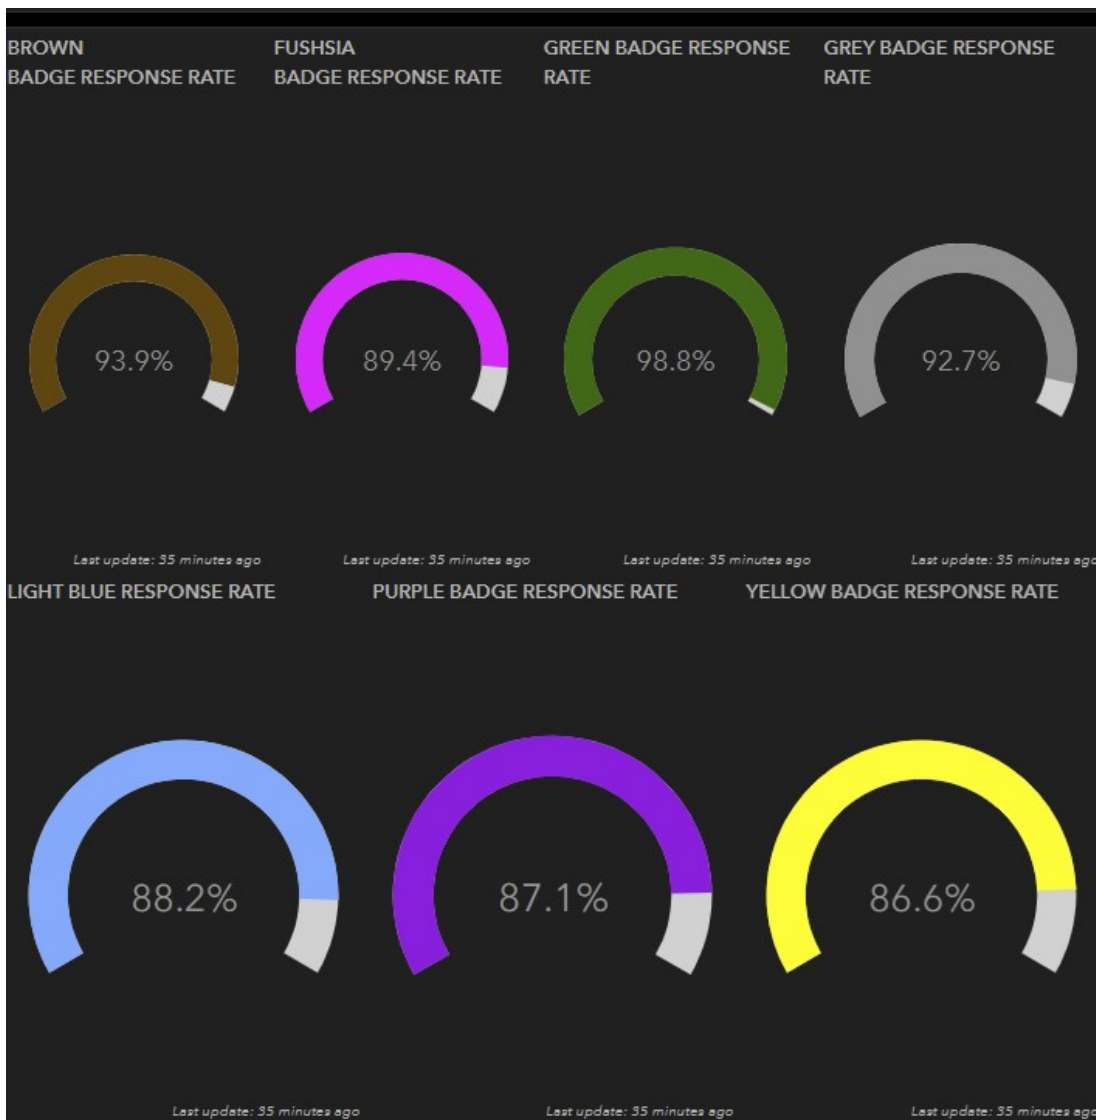 BROWN
BADGE RESPONSE RATE
FUSHSIA
BADGE RESPONSE RATE
GREEN BADGE RESPONSE
RATE
GREY BADGE RESPONSE
RATE
93.9%
89.4%
98.8%
92.7%
Last update: 35 minutes ago
Last update: 35 minutes ago
Last update: 35 minutes ago
Last update: 35 minutes ago
LIGHT BLUE RESPONSE RATE
PURPLE BADGE RESPONSE RATE
YELLOW BADGE RESPONSE RATE
88.2%
87.1%
86.6%
Last update: 35 minutes ago
Last update: 35 minutes ago
Last update: 35 minutes ago